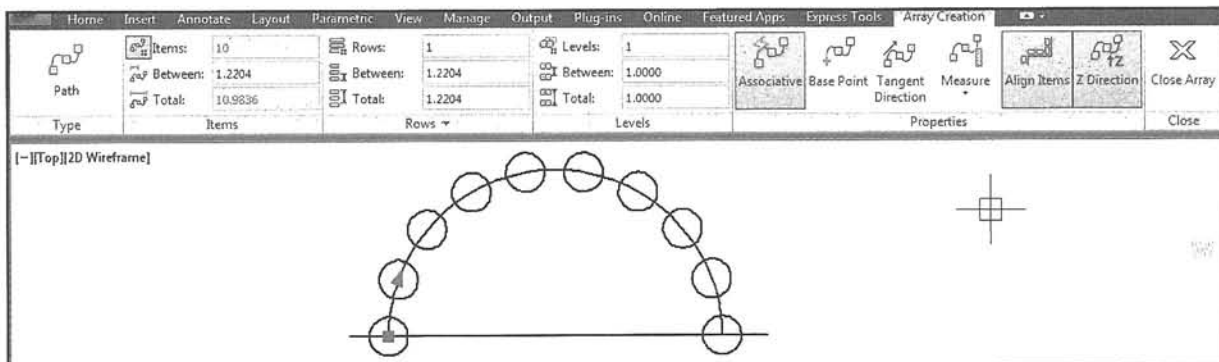 Home Insert Annotate Layout Parametric View Manage Output Plug-ins Online Featured Apps Express Tools Array Creation
Path
Items: 10
Between: 1.2204
Total: 10.9836
Rows: 1
Between: 1.2204
Total: 1.2204
Levels: 1
Between: 1.0000
Total: 1.0000
Associative
Base Point
Tangent
Direction
Measure
Align Items
Z Direction
Close Array
Type Items Rows Levels Properties Close
[−][Top][2D Wireframe]